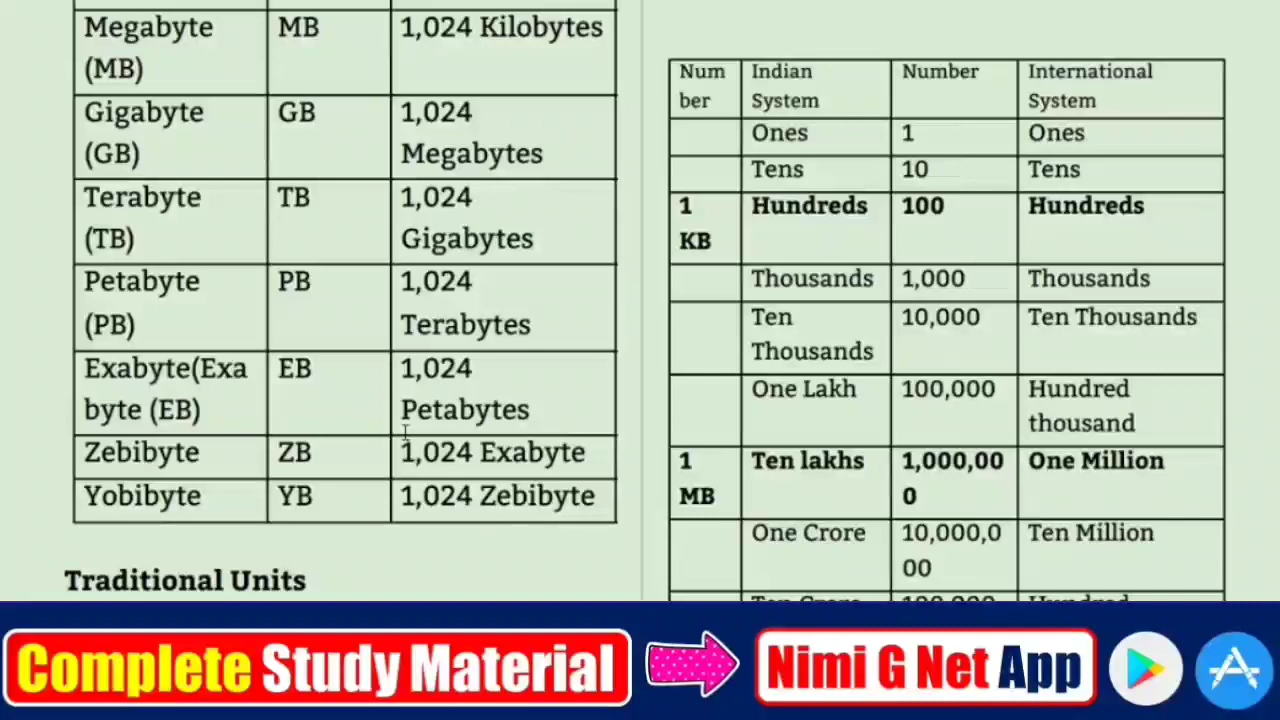 Megabyte MB 1,024 Kilobytes
(MB)
Gigabyte GB 1,024
(GB) Megabytes
Terabyte TB 1,024
(TB) Gigabytes
Petabyte PB 1,024
(PB) Terabytes
Exabyte(Exa EB 1,024
byte (EB) Petabytes
Zebibyte ZB 1,024 Exabyte
Yobibyte YB 1,024 Zebibyte
Traditional Units
Num Indian Number International
ber System System
Ones 1 Ones
Tens 10 Tens
1 Hundreds 100 Hundreds
KB
Thousands 1,000 Thousands
Ten 10,000 Ten Thousands
Thousands
One Lakh 100,000 Hundred
thousand
1 Ten lakhs 1,000,00 One Million
MB 0
One Crore 10,000,0 Ten Million
00
Complete Study Material
Nimi G Net App